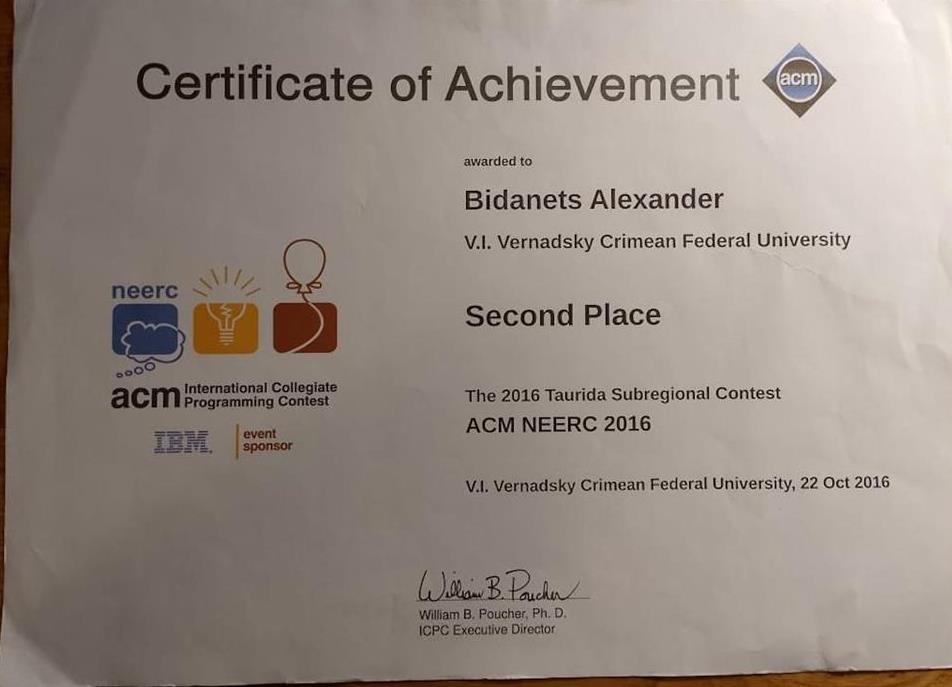 Certificate of Achievement
acm
awarded to
Bidanets Alexander
V.I. Vernadsky Crimean Federal University
Second Place
The 2016 Taurida Subregional Contest
ACM NEERC 2016
V.I. Vernadsky Crimean Federal University, 22 Oct 2016
neerc
acm International Collegiate
Programming Contest
IBM. event
sponsor
William B. Poucher
William B. Poucher, Ph. D.
ICPC Executive Director